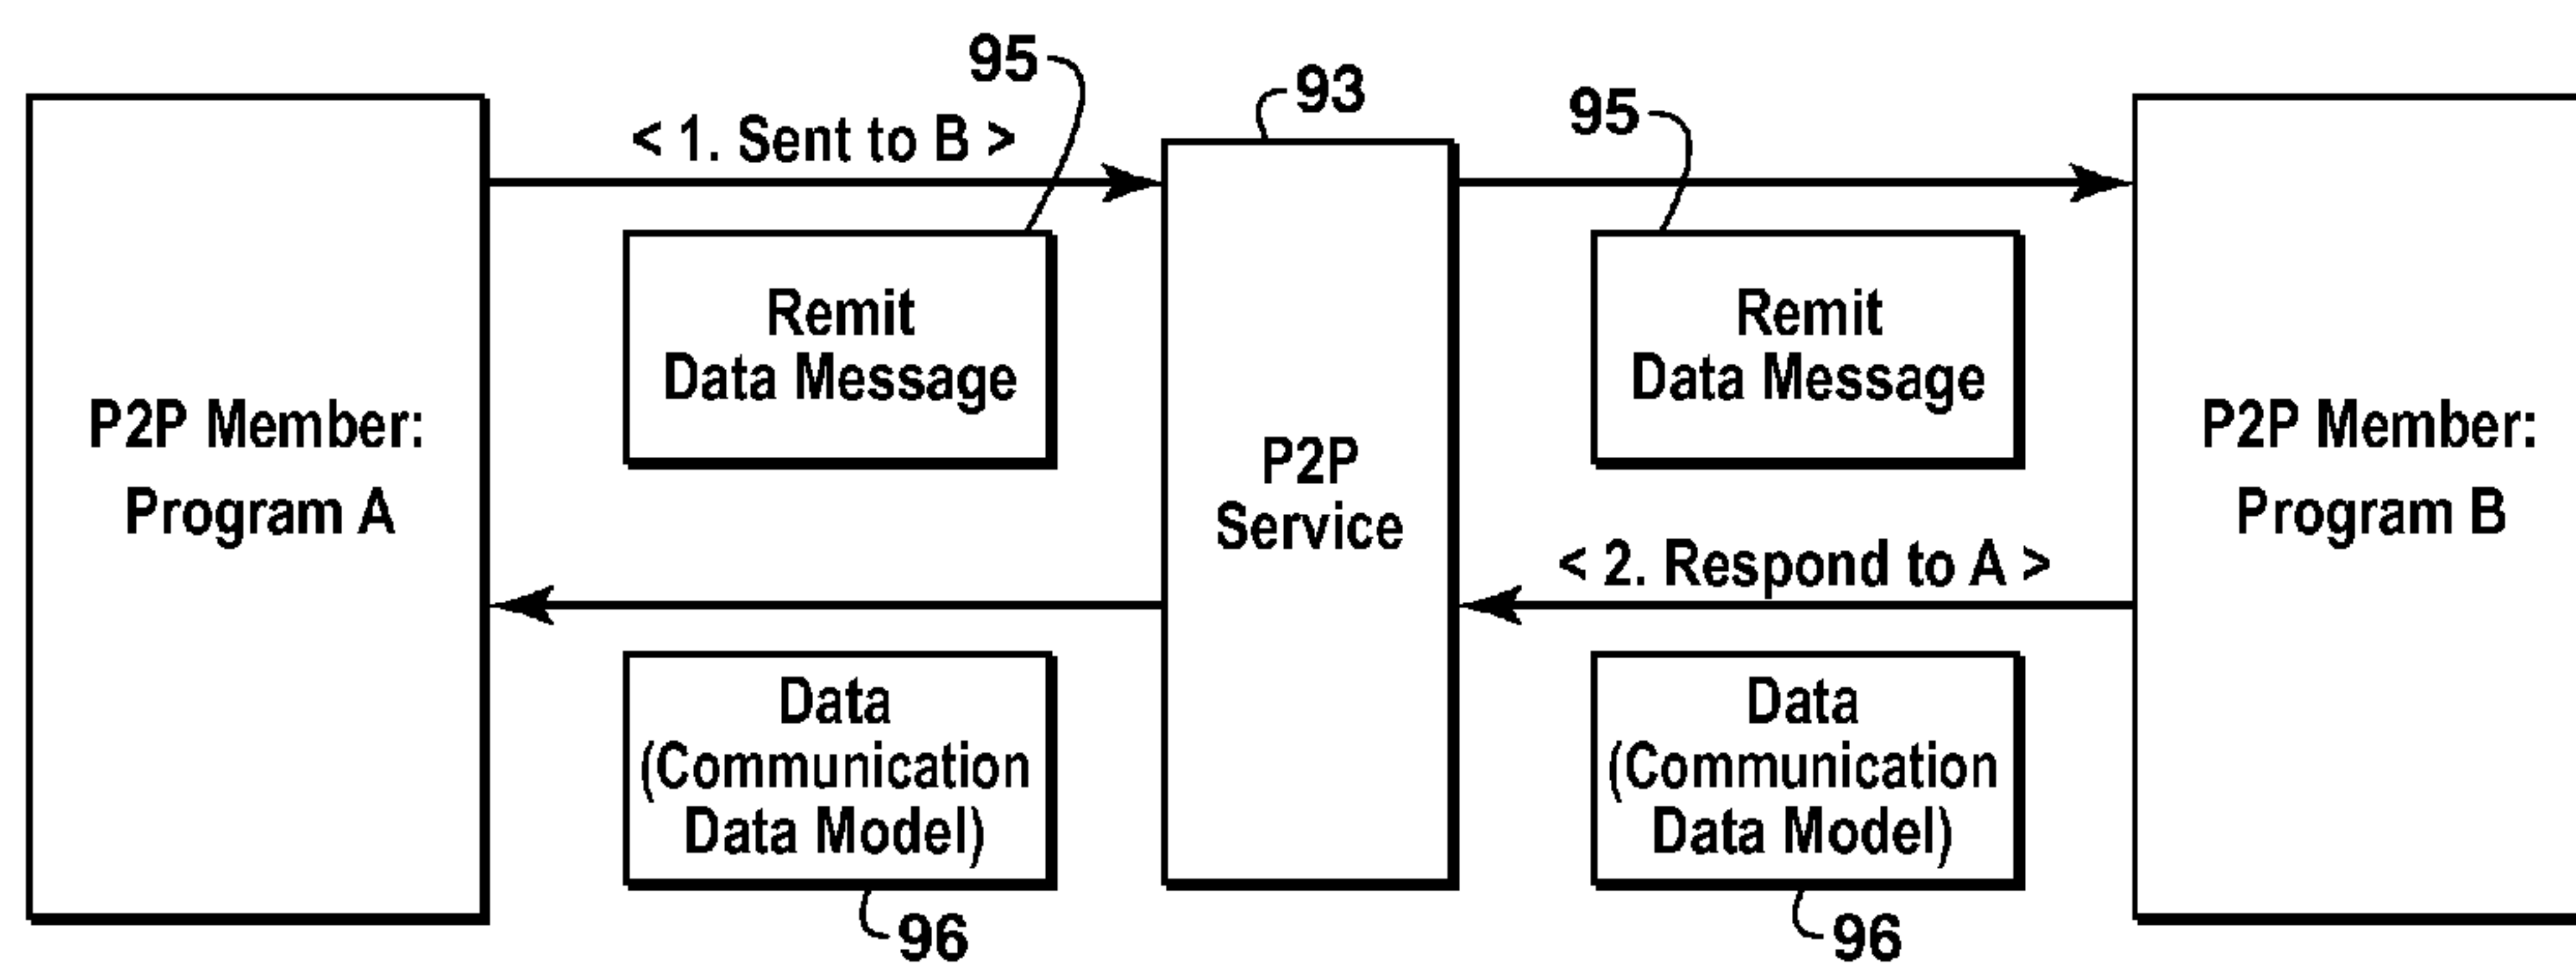 95
93
95
< 1. Sent to B >
Remit
Data Message
Remit
Data Message
P2P Member:
Program A
P2P
Service
P2P Member:
Program B
< 2. Respond to A >
Data
(Communication
Data Model)
Data
(Communication
Data Model)
96
96